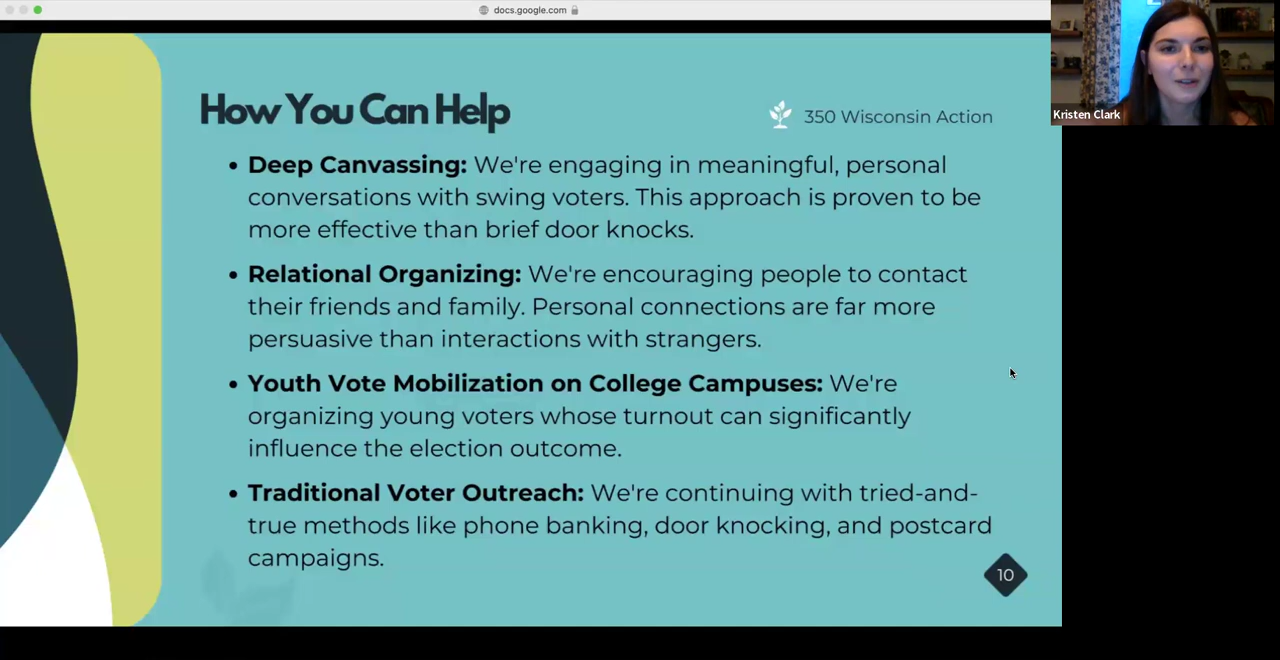 docs.google.com
How You Can Help
350 Wisconsin Action
Kristen Clark
• Deep Canvassing: We're engaging in meaningful, personal
conversations with swing voters. This approach is proven to be
more effective than brief door knocks.
• Relational Organizing: We're encouraging people to contact
their friends and family. Personal connections are far more
persuasive than interactions with strangers.
• Youth Vote Mobilization on College Campuses: We're
organizing young voters whose turnout can significantly
influence the election outcome.
• Traditional Voter Outreach: We're continuing with tried-and-
true methods like phone banking, door knocking, and postcard
campaigns.
10